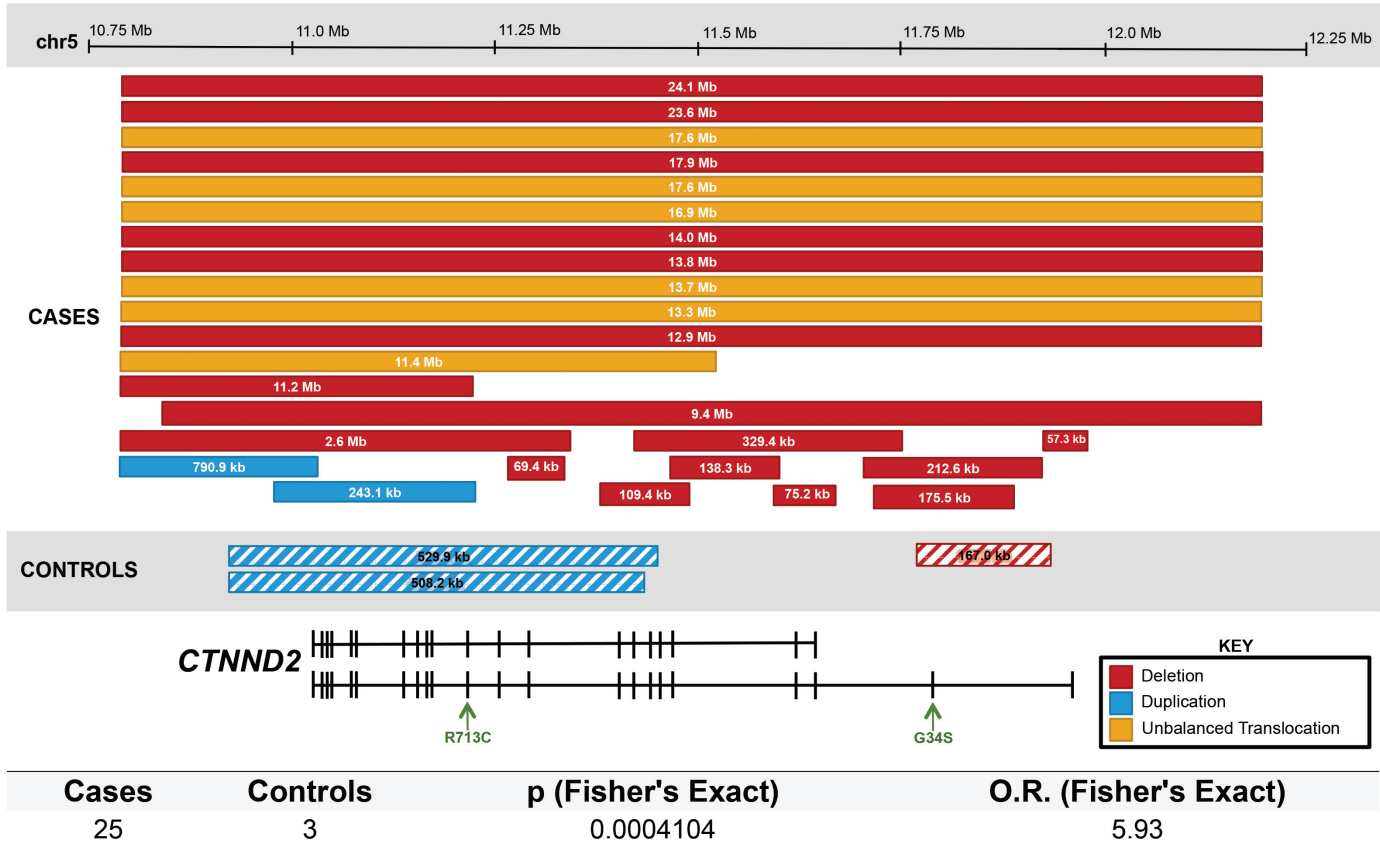 chr5
10.75 Mb 11.0 Mb 11.25 Mb 11.5 Mb 11.75 Mb 12.0 Mb 12.25 Mb
24.1 Mb
23.6 Mb
17.6 Mb
17.9 Mb
17.6 Mb
16.9 Mb
14.0 Mb
13.8 Mb
13.7 Mb
13.3 Mb
CASES
12.9 Mb
11.4 Mb
11.2 Mb
9.4 Mb
2.6 Mb 329.4 kb 57.3 kb
790.9 kb 69.4 kb 138.3 kb 212.6 kb
243.1 kb 109.4 kb 75.2 kb 175.5 kb
CONTROLS
529.9 kb 167.0 kb
508.2 kb
CTNND2
R713C G34S
KEY
Deletion
Duplication
Unbalanced Translocation
Cases Controls p (Fisher's Exact) O.R. (Fisher's Exact)
25 3 0.0004104 5.93